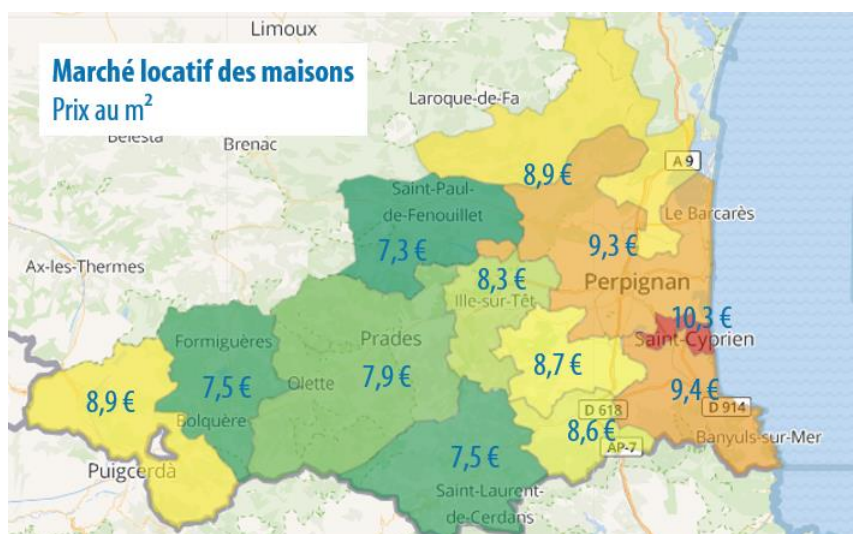 Limoux
Marché locatif des maisons
Prix au m²
Laroque-de-Fa
Bélesta
Brenac
A 9
8,9 €
Saint-Paul-
de-Fenouillet
Le Barcarès
7,3 €
9,3 €
Ax-les-Thermes
8,3 €
Perpignan
Ille-sur-Têt
10,3 €
Formiguères
Prades
Saint-Cyprien
8,7 €
7,9 €
Olette
7,5 €
8,9 €
9,4 €
D 618
D 914
Bolquère
8,6 €
Banyuls-sur-Mer
AP-7
7,5 €
Puigcerdà
Saint-Laurent-
de-Cerdans